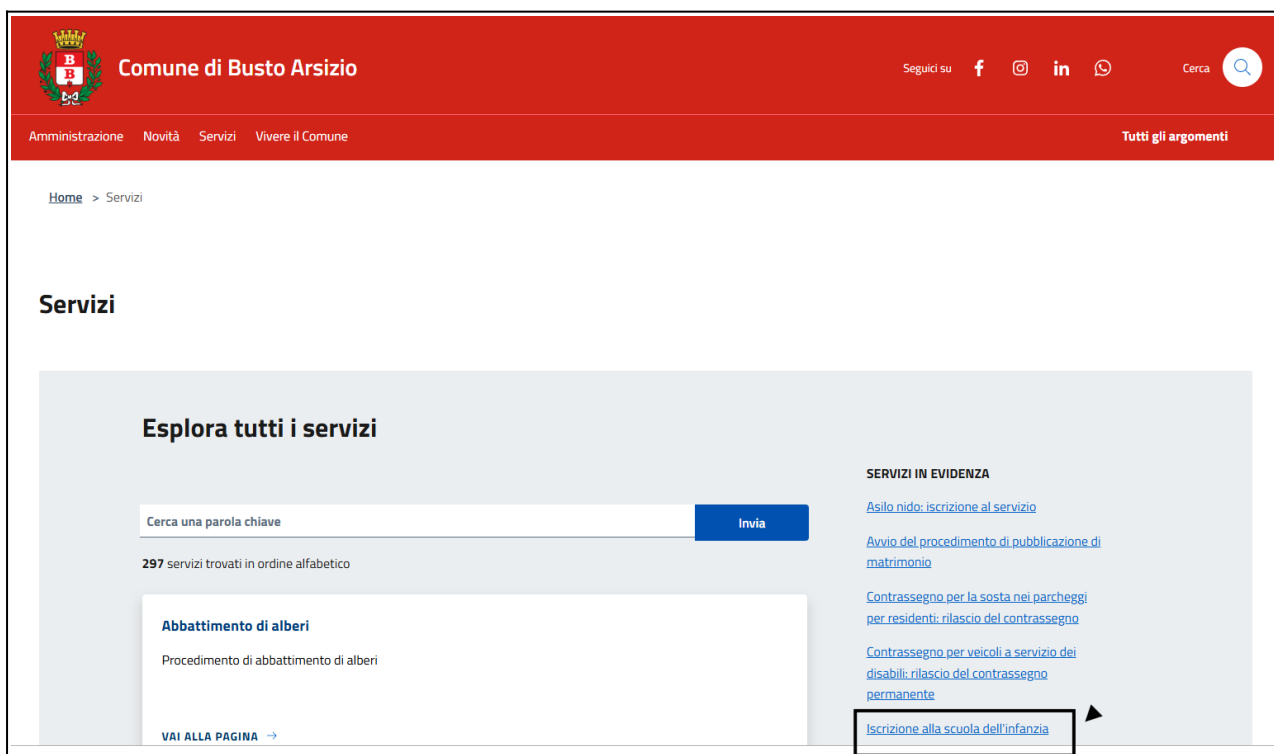 B
B
Comune di Busto Arsizio
Seguici su
Cerca
Amministrazione Novità Servizi Vivere il Comune
Tutti gli argomenti
Home > Servizi
Servizi
Esplora tutti i servizi
Cerca una parola chiave
Invia
297 servizi trovati in ordine alfabetico
Abbattimento di alberi
Procedimento di abbattimento di alberi
VAI ALLA PAGINA →
SERVIZI IN EVIDENZA
Asilo nido: iscrizione al servizio
Avvio del procedimento di pubblicazione di
matrimonio
Contrassegno per la sosta nei parcheggi
per residenti: rilascio del contrassegno
Contrassegno per veicoli a servizio dei
disabili: rilascio del contrassegno
permanente
Iscrizione alla scuola dell'infanzia